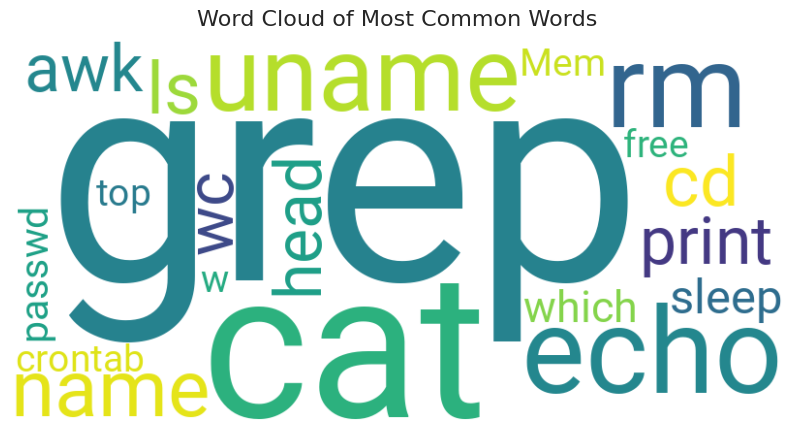 Word Cloud of Most Common Words
awk
ls
uname
Mem
rm
grep
free
top
wc
head
cd
passwd
w
print
cat
which
sleep
echo
crontab
name